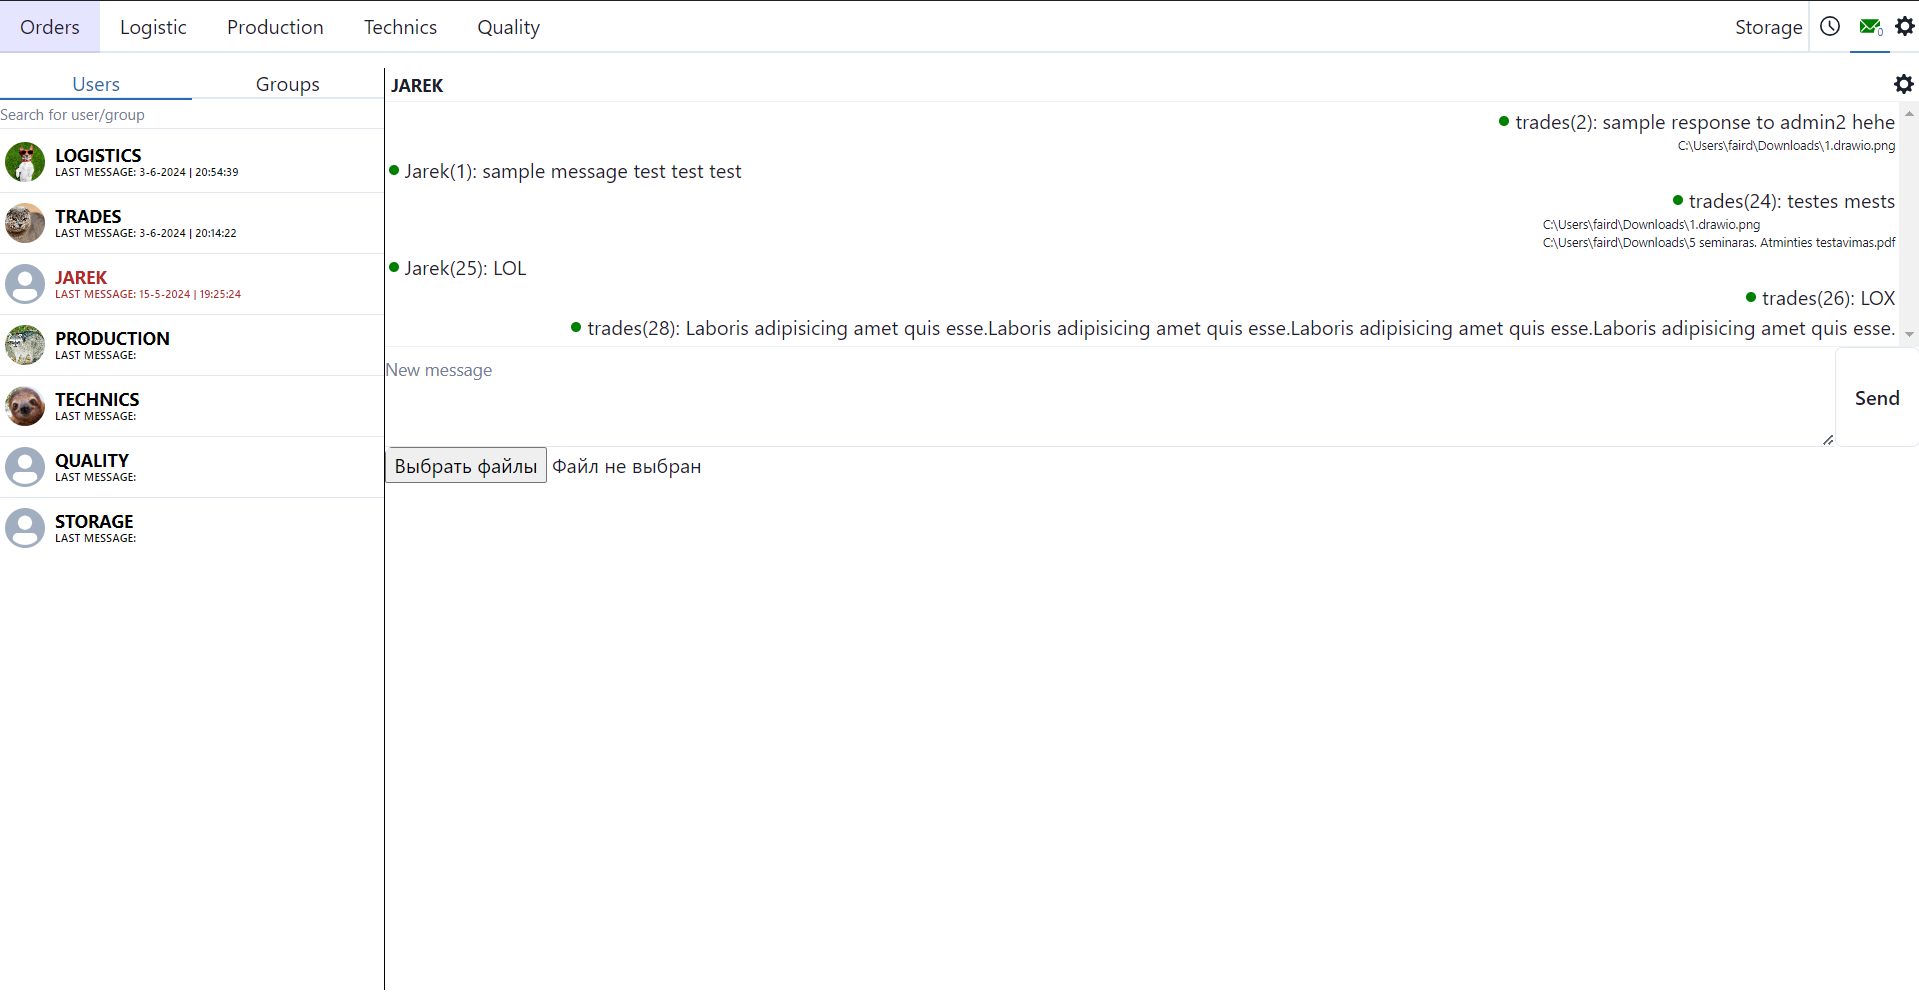 Orders Logistic Production Technics Quality Storage 0
Users Groups
Search for user/group
LOGISTICS
LAST MESSAGE: 3-6-2024 | 20:54:39
TRADES
LAST MESSAGE: 3-6-2024 | 20:14:22
JAREK
LAST MESSAGE: 15-5-2024 | 19:25:24
PRODUCTION
LAST MESSAGE:
TECHNICS
LAST MESSAGE:
QUALITY
LAST MESSAGE:
STORAGE
LAST MESSAGE:
JAREK
trades(2): sample response to admin2 hehe
C:\Users\faird\Downloads\1.drawio.png
Jarek(1): sample message test test test
trades(24): testes mests
C:\Users\faird\Downloads\1.drawio.png
C:\Users\faird\Downloads\5 seminaras. Atminties testavimas.pdf
Jarek(25): LOL
trades(26): LOX
trades(28): Laboris adipisicing amet quis esse.Laboris adipisicing amet quis esse.Laboris adipisicing amet quis esse.Laboris adipisicing amet quis esse.
New message
Send
Выбрать файлы Файл не выбран